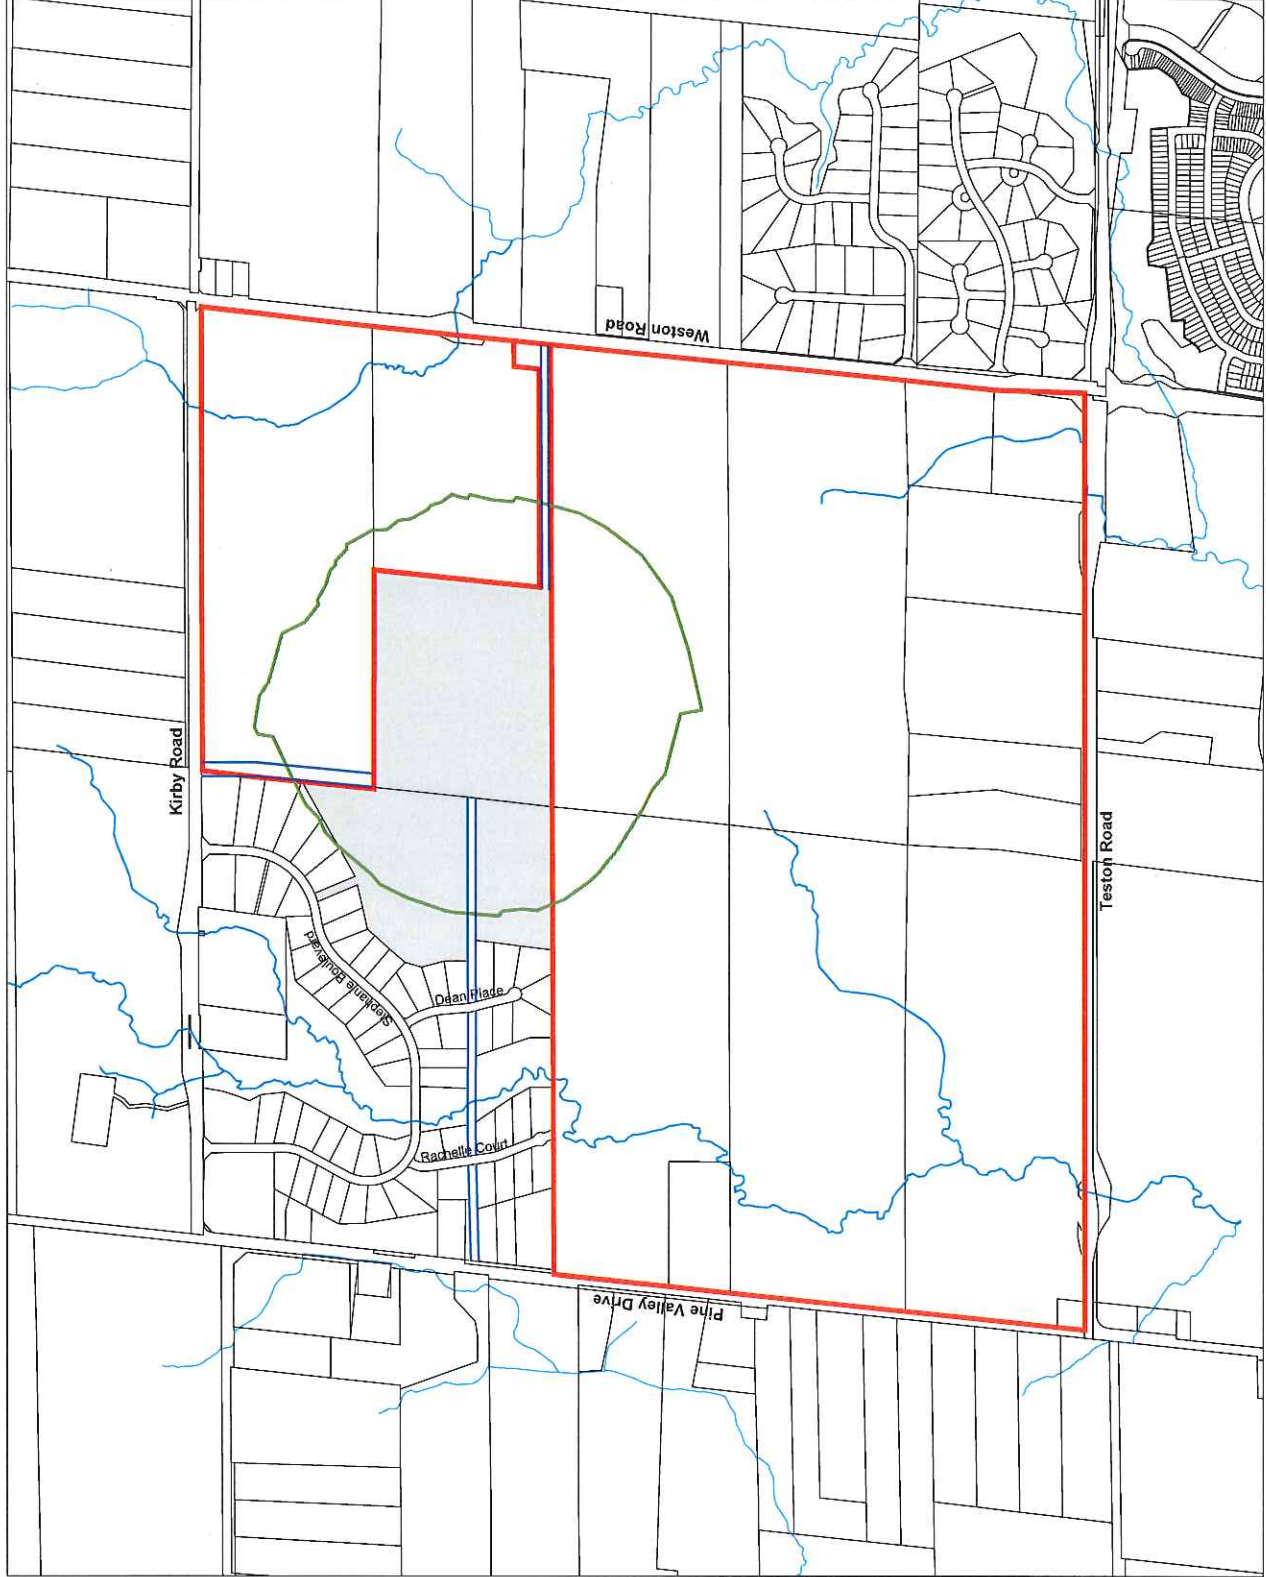 Weston Road
Kirby Road
Teston Road
Stephanie Boulevard
Dean Place
Rachelle Court
Pine Valley Drive